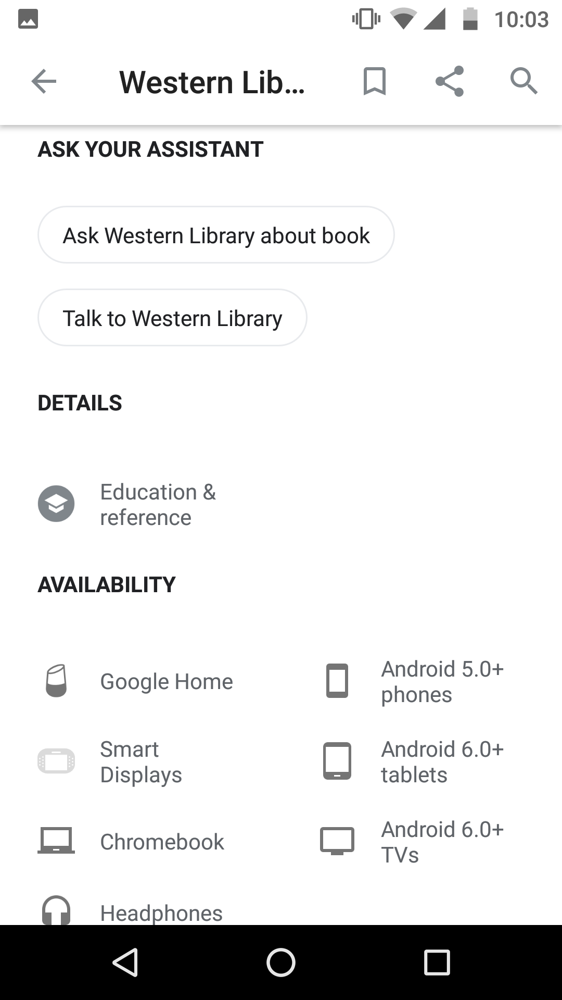 10:03
Western Lib...
ASK YOUR ASSISTANT
Ask Western Library about book
Talk to Western Library
DETAILS
Education &
reference
AVAILABILITY
Google Home
Android 5.0+
phones
Smart
Displays
Android 6.0+
tablets
Chromebook
Android 6.0+
TVs
Headphones